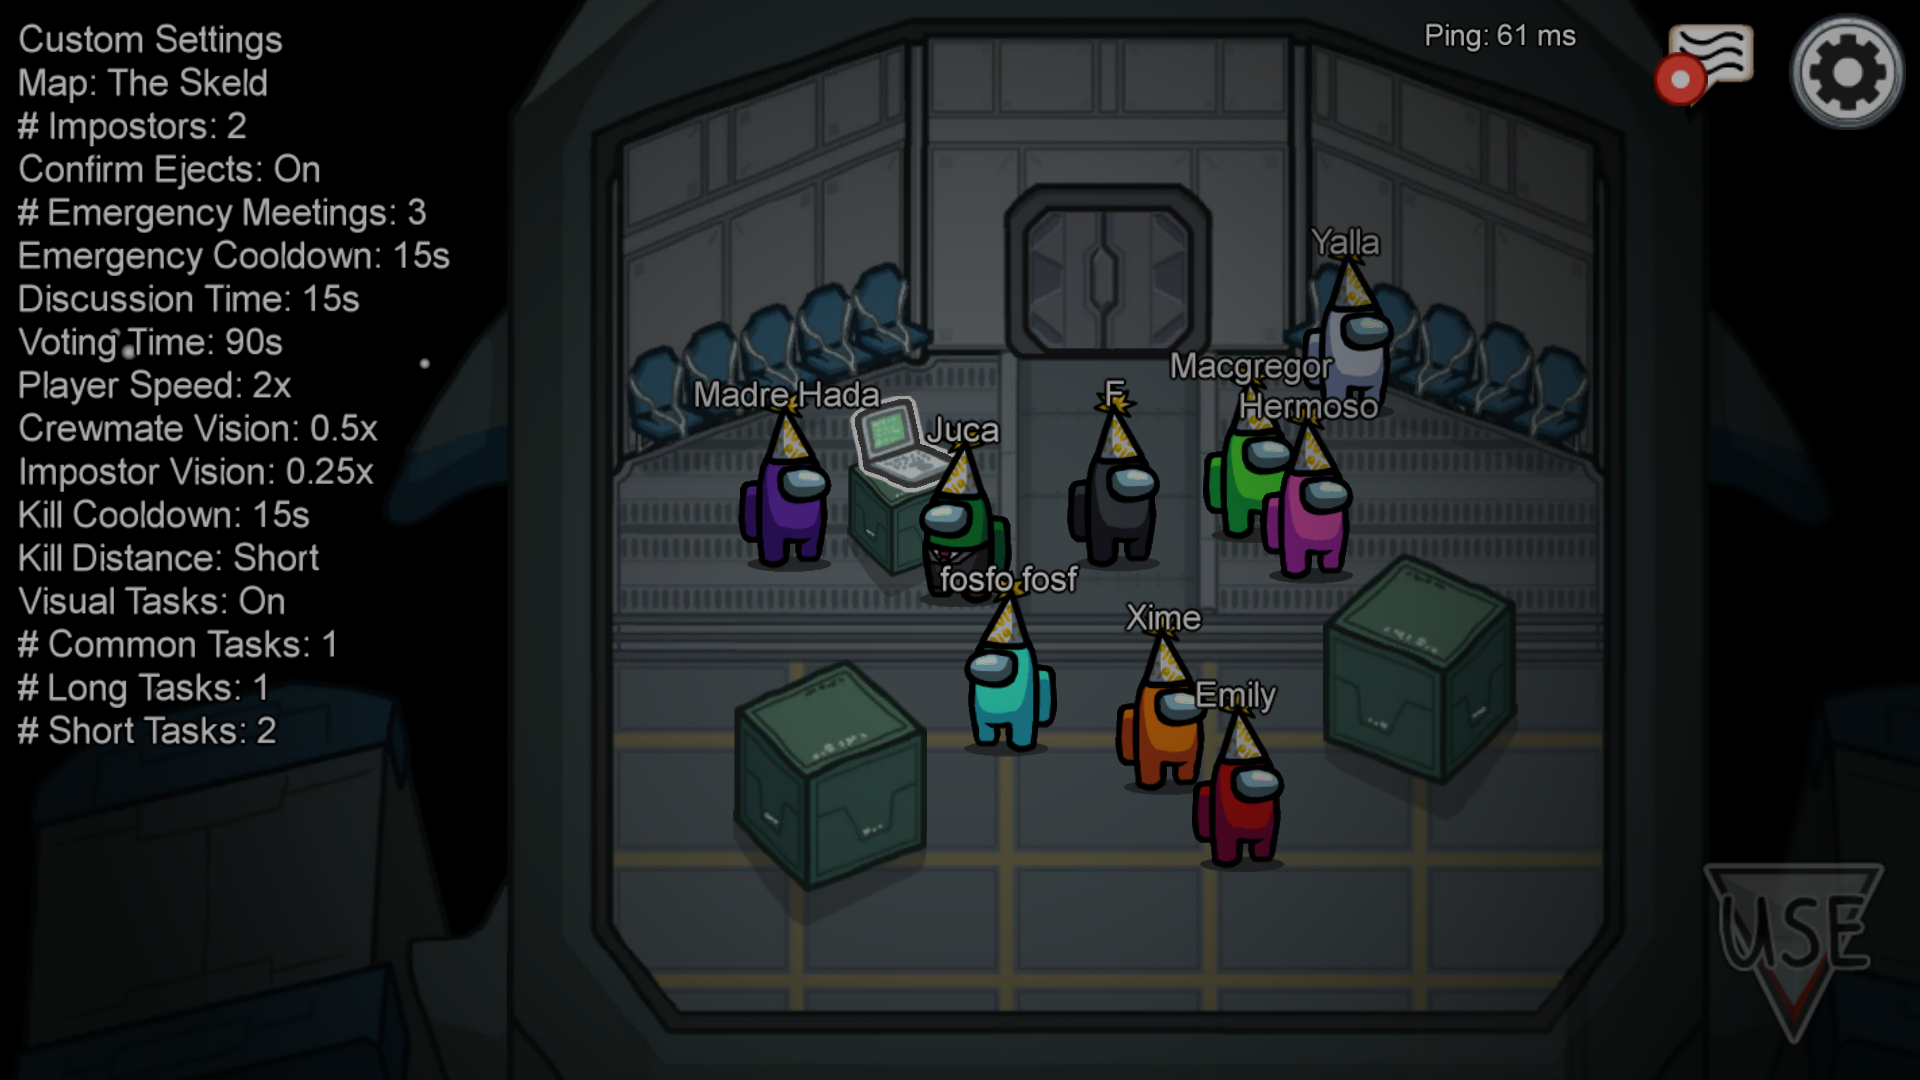 Custom Settings
Map: The Skeld
# Impostors: 2
Confirm Ejects: On
# Emergency Meetings: 3
Emergency Cooldown: 15s
Discussion Time: 15s
Voting Time: 90s
Player Speed: 2x
Crewmate Vision: 0.5x
Impostor Vision: 0.25x
Kill Cooldown: 15s
Kill Distance: Short
Visual Tasks: On
# Common Tasks: 1
# Long Tasks: 1
# Short Tasks: 2
Ping: 61 ms
Yalla
Macgregor
Hermoso
F
Madre Hada
Juca
fosfo fosf
Xime
Emily
USE